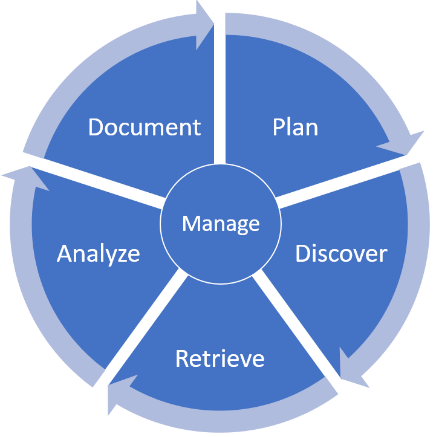 Document
Plan
Manage
Analyze
Discover
Retrieve